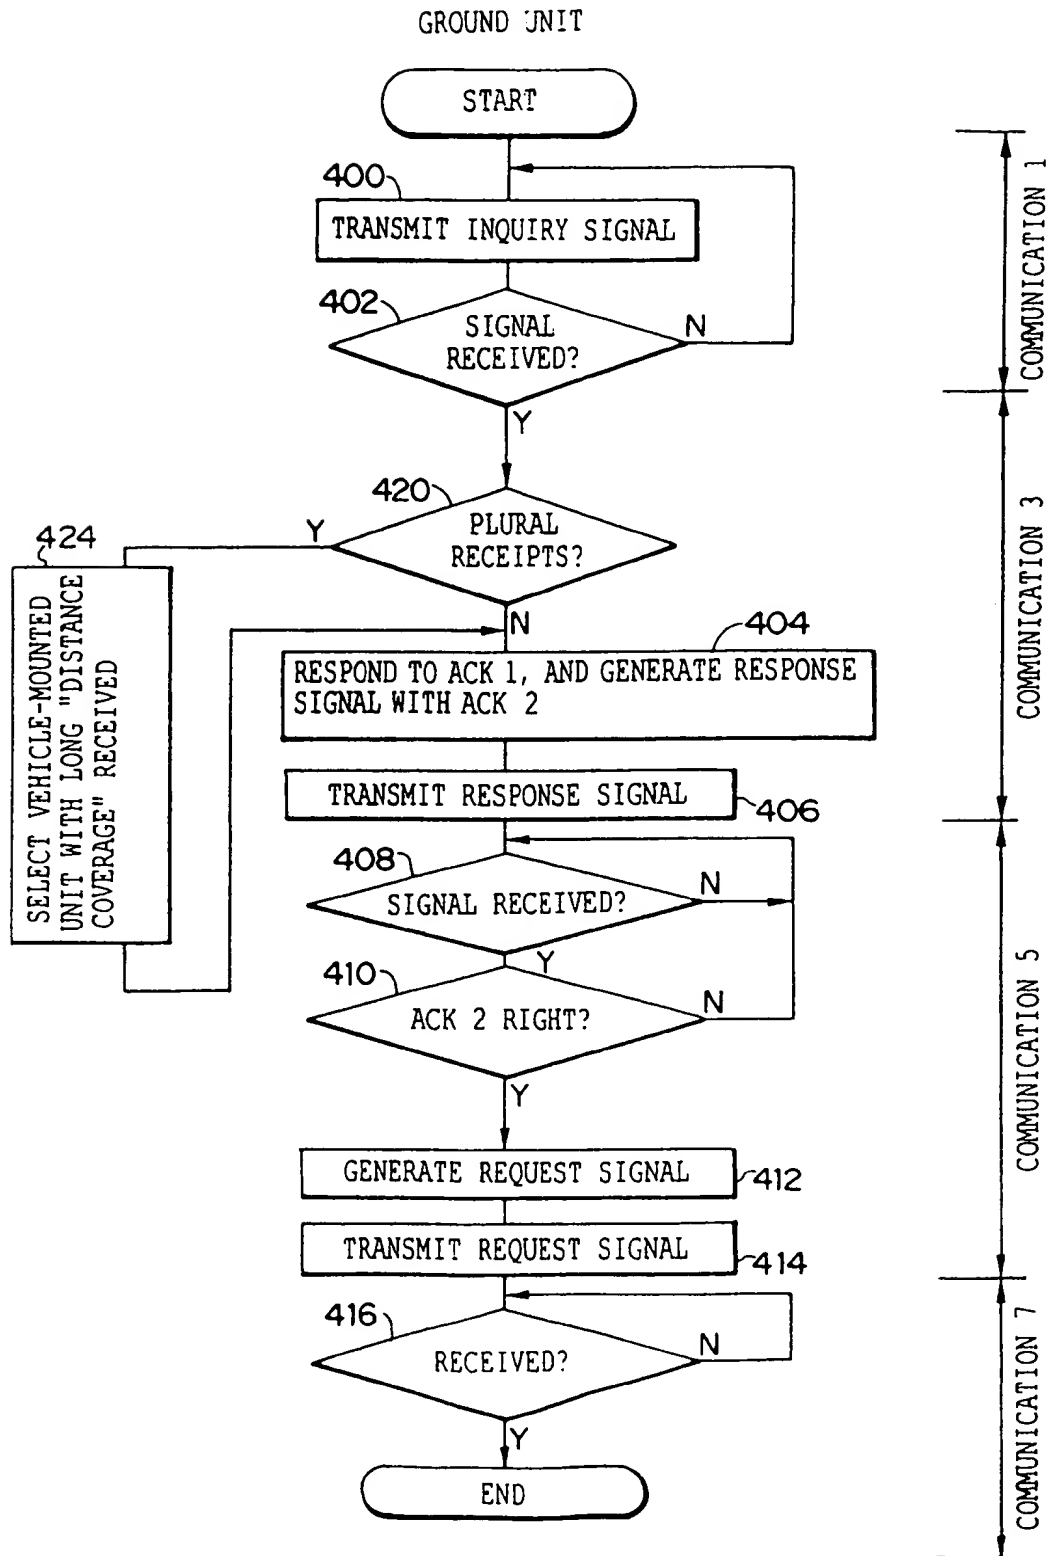 GROUND UNIT
START
400
TRANSMIT INQUIRY SIGNAL
402
SIGNAL
RECEIVED?
N
Y
COMMUNICATION 1
420
PLURAL
RECEIPTS?
Y
N
424
SELECT VEHICLE-MOUNTED
UNIT WITH LONG "DISTANCE
COVERAGE" RECEIVED
404
RESPOND TO ACK 1, AND GENERATE RESPONSE
SIGNAL WITH ACK 2
TRANSMIT RESPONSE SIGNAL
406
COMMUNICATION 3
408
SIGNAL RECEIVED?
N
Y
410
ACK 2 RIGHT?
N
Y
GENERATE REQUEST SIGNAL
412
TRANSMIT REQUEST SIGNAL
414
COMMUNICATION 5
416
RECEIVED?
N
Y
END
COMMUNICATION 7